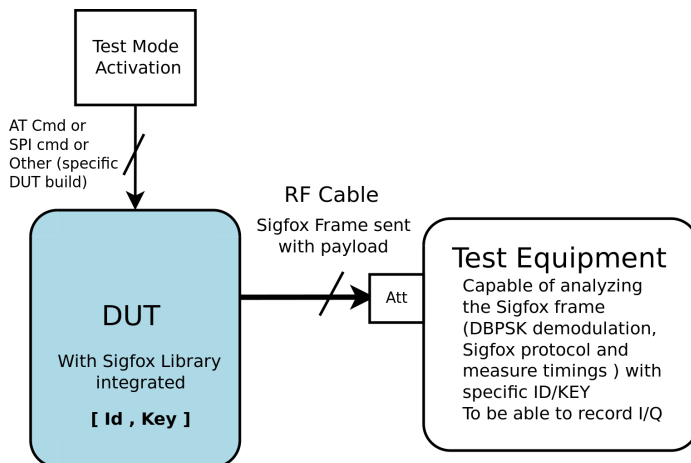 Test Mode
Activation
AT Cmd or
SPI cmd or
Other (specific
DUT build)
RF Cable
Sigfox Frame sent
with payload
DUT
With Sigfox Library
integrated
[ Id , Key ]
Att
Test Equipment
Capable of analyzing
the Sigfox frame
(DBPSK demodulation,
Sigfox protocol and
measure timings ) with
specific ID/KEY
To be able to record I/Q